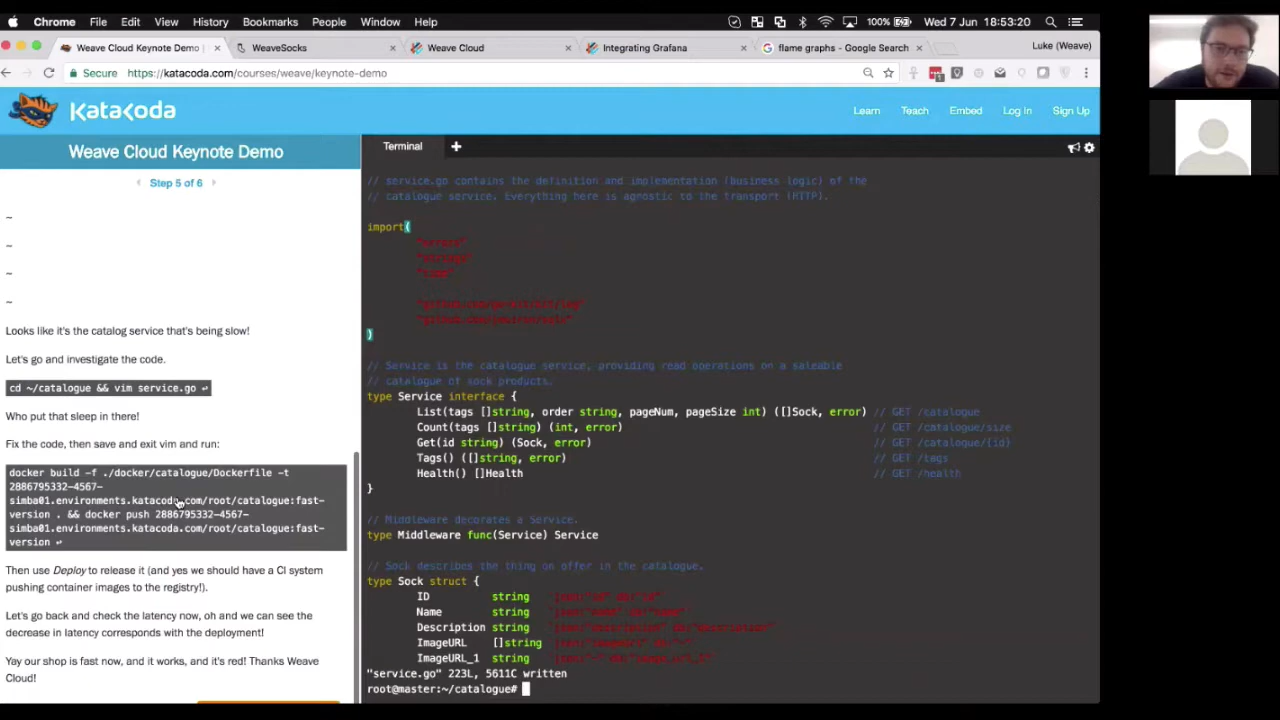 Chrome File Edit View History Bookmarks People Window Help 100% Wed 7 Jun 18:53:20
Weave Cloud Keynote Demo | × WeaveSocks × Weave Cloud × Integrating Grafana × flame graphs - Google Search × Luke (Weave)
Secure https://katacoda.com/courses/weave/keynote-demo
KataKoda Learn Teach Embed Log In Sign Up
Weave Cloud Keynote Demo
Step 5 of 6
~
~
~
~
Looks like it's the catalog service that's being slow!
Let's go and investigate the code.
cd ~/catalogue && vim service.go ↵
Who put that sleep in there!
Fix the code, then save and exit vim and run:
docker build -f ./docker/catalogue/Dockerfile -t
2886795332-4567-
simba01.environments.katacoda.com/root/catalogue:fast-
version . && docker push 2886795332-4567-
simba01.environments.katacoda.com/root/catalogue:fast-
version ↵
Then use Deploy to release it (and yes we should have a CI system
pushing container images to the registry!).
Let's go back and check the latency now, oh and we can see the
decrease in latency corresponds with the deployment!
Yay our shop is fast now, and it works, and it's red! Thanks Weave
Cloud!
Terminal +
// service.go contains the definition and implementation (business logic) of the
// catalogue service. Everything here is agnostic to the transport (HTTP).
import(
"errors"
"strings"
"time"
)
// Service is the catalogue service, providing read operations on a saleable
// catalogue of sock products.
type Service interface {
List(tags []string, order string, pageNum, pageSize int) ([]Sock, error) // GET /catalogue
Count(tags []string) (int, error) // GET /catalogue/size
Get(id string) (Sock, error) // GET /catalogue/{id}
Tags() ([]string, error) // GET /tags
Health() []Health // GET /health
}
// Middleware decorates a Service.
type Middleware func(Service) Service
// Sock describes the thing on offer in the catalogue.
type Sock struct {
ID string
Name string
Description string
ImageURL []string
ImageURL_1 string
"service.go" 223L, 5611C written
root@master:~/catalogue#